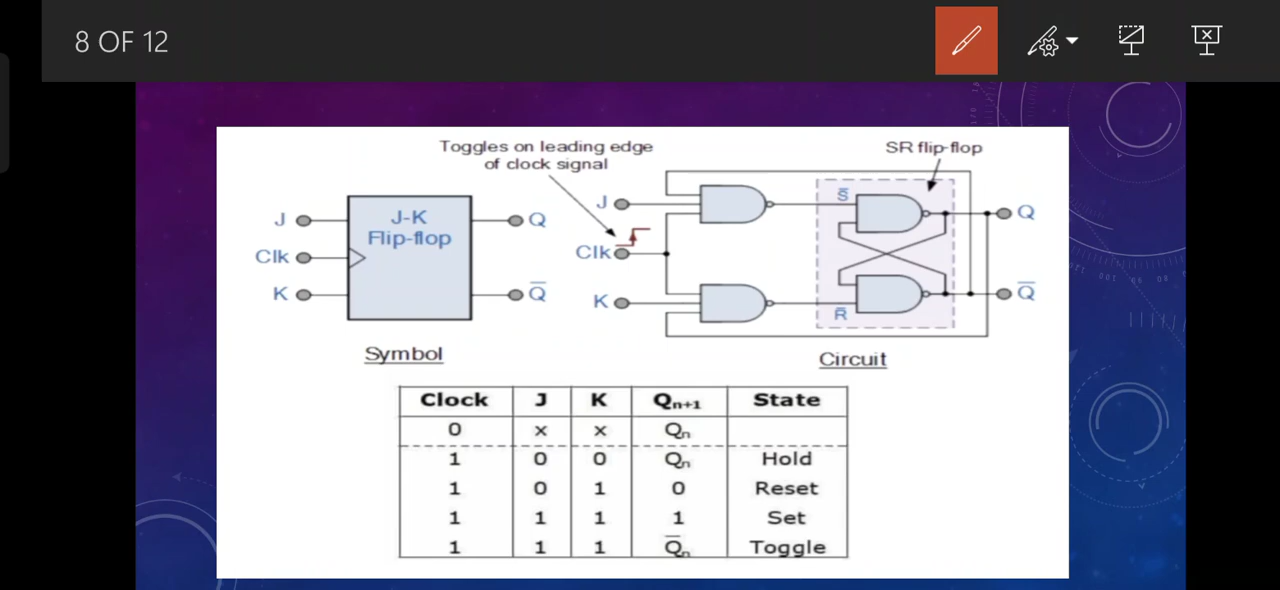 8 OF 12
Toggles on leading edge
of clock signal
SR flip-flop
J
J-K
Flip-flop
Q
Clk
K
Q̅
Symbol
J
Clk
K
S̅
R̅
Q
Q̅
Circuit
Clock J K Qn+1 State
0 x x Qn
1 0 0 Qn Hold
1 0 1 0 Reset
1 1 1 1 Set
1 1 1 Q̅n Toggle